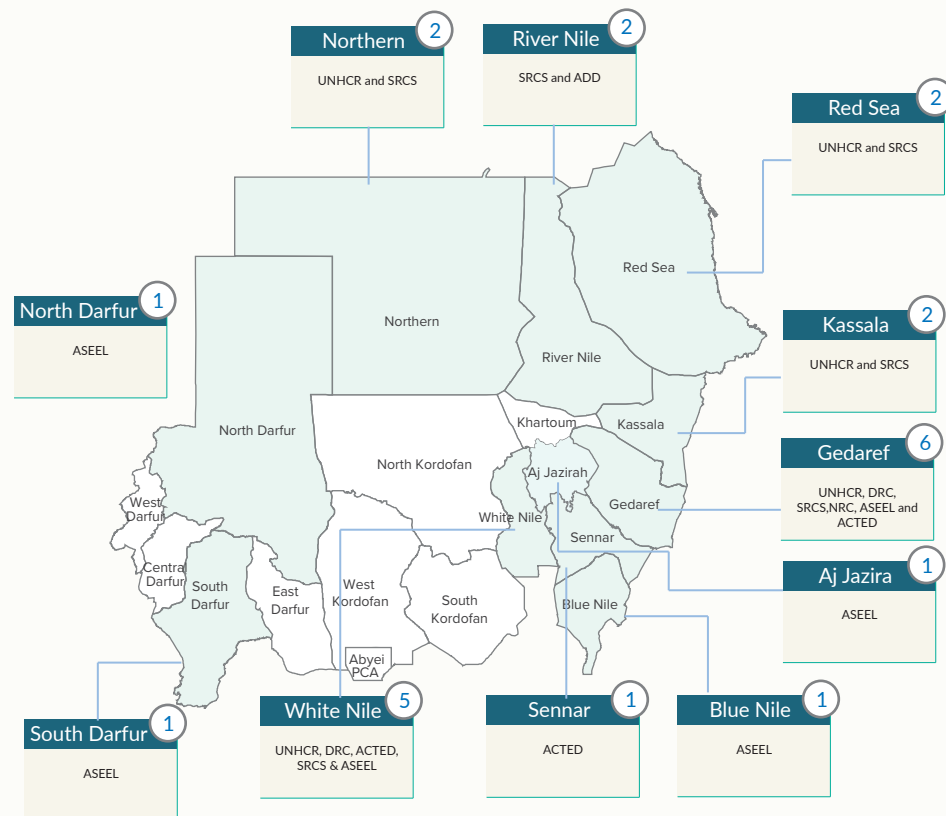 Northern
2
UNHCR and SRCS
River Nile
2
SRCS and ADD
Red Sea
2
UNHCR and SRCS
North Darfur
1
ASEEL
Kassala
2
UNHCR and SRCS
Gedaref
6
UNHCR, DRC,
SRCS,NRC, ASEEL and
ACTED
Aj Jazira
1
ASEEL
South Darfur
1
ASEEL
White Nile
5
UNHCR, DRC, ACTED,
SRCS & ASEEL
Sennar
1
ACTED
Blue Nile
1
ASEEL
Red Sea
Northern
River Nile
Khartoum
Kassala
North Darfur
North Kordofan
Aj Jazirah
Gedaref
West
Darfur
White Nile
Sennar
Central
Darfur
South
Darfur
East
Darfur
West
Kordofan
South
Kordofan
Blue Nile
Abyei
PCA